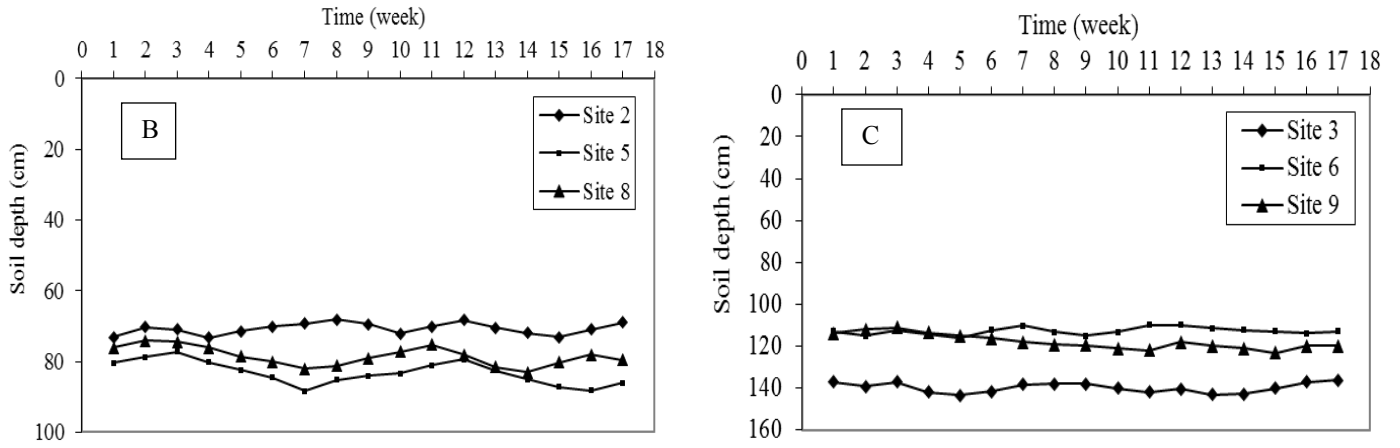 Time (week)
0 1 2 3 4 5 6 7 8 9 10 11 12 13 14 15 16 17 18
0
20
40
60
80
100
Soil depth (cm)
B
Site 2
Site 5
Site 8
Time (week)
0 1 2 3 4 5 6 7 8 9 10 11 12 13 14 15 16 17 18
0
20
40
60
80
100
120
140
160
Soil depth (cm)
C
Site 3
Site 6
Site 9